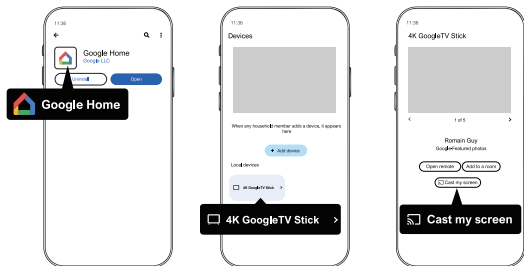 11:36
Google Home
Google LLC
Uninstall
Open
Google Home
11:36
Devices
When any household member adds a device, it appears
here
+ Add device
Local devices
4K GoogleTV Stick
4K GoogleTV Stick
11:36
4K GoogleTV Stick
1 of 5
Romain Guy
Google•Featured photos
Open remote
Add to a room
Cast my screen
Cast my screen